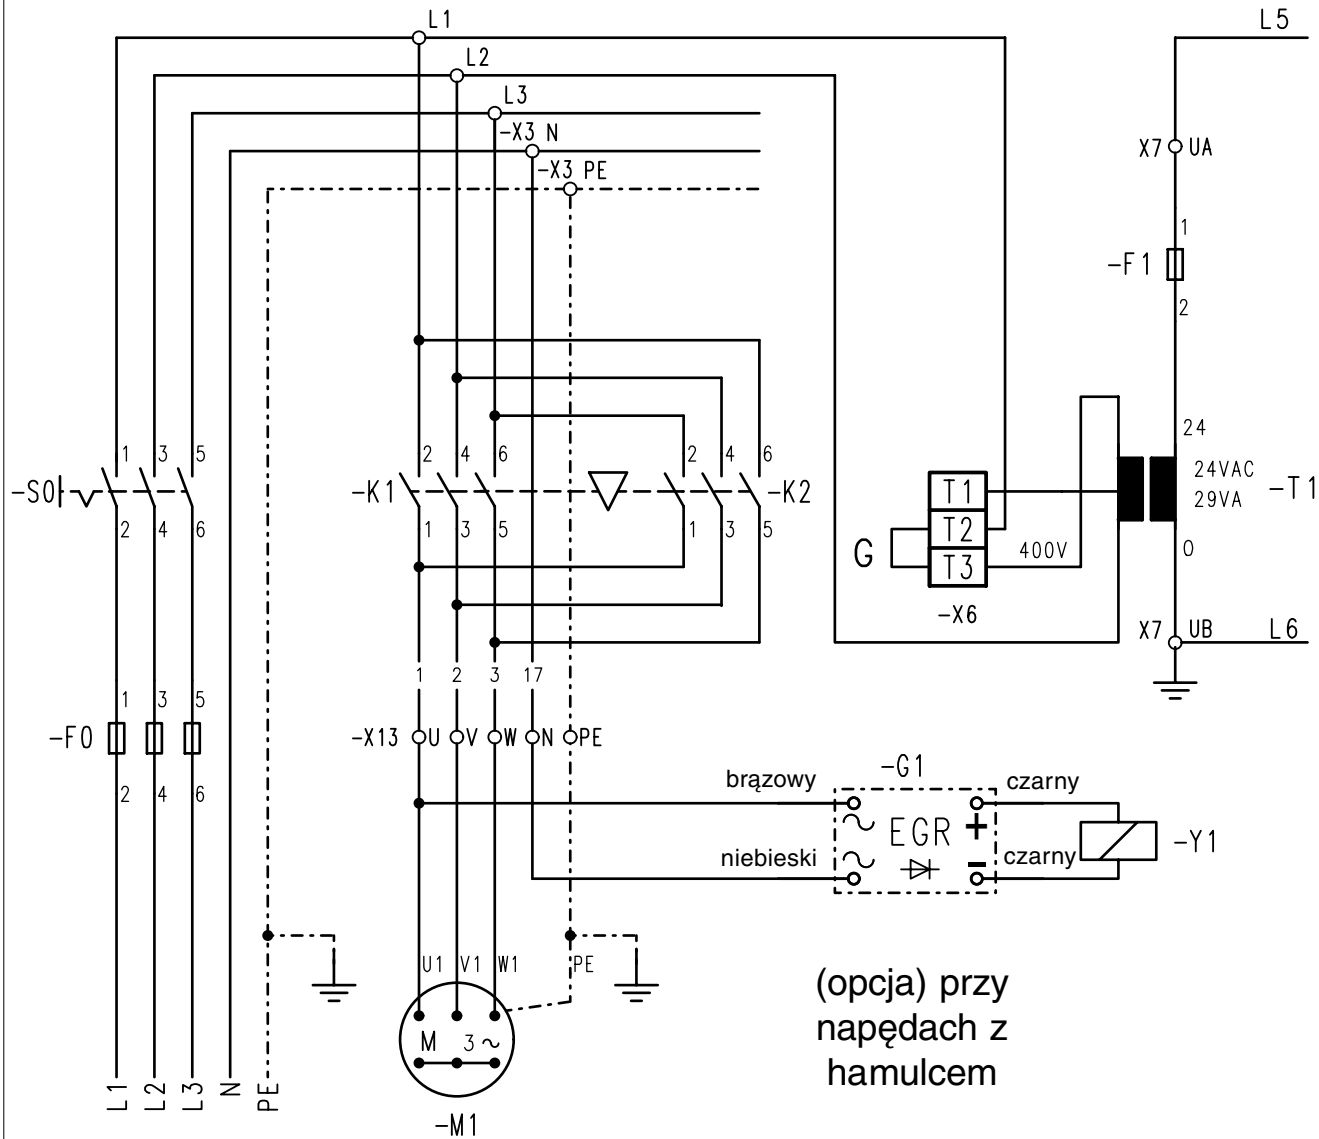 L1
L5
L2
L3
-X3 N
X7 UA
-X3 PE
1
-F1
2
24
1 3 5
2 4 6
2 4 6
24VAC
-S0
-K1
-K2
T1
29VA
-T1
2 4 6
1 3 5
1 3 5
G
T2
400V
0
T3
-X6
X7 UB
L6
1 2 3 17
1 3 5
-F0
-X13 U V W N PE
-G1
2 4 6
brązowy
czarny
EGR
+
-Y1
niebieski
-
czarny
U1 V1 W1 PE
(opcja) przy
napędach z
hamulcem
M 3 ~
L1 L2 L3 N PE
-M1